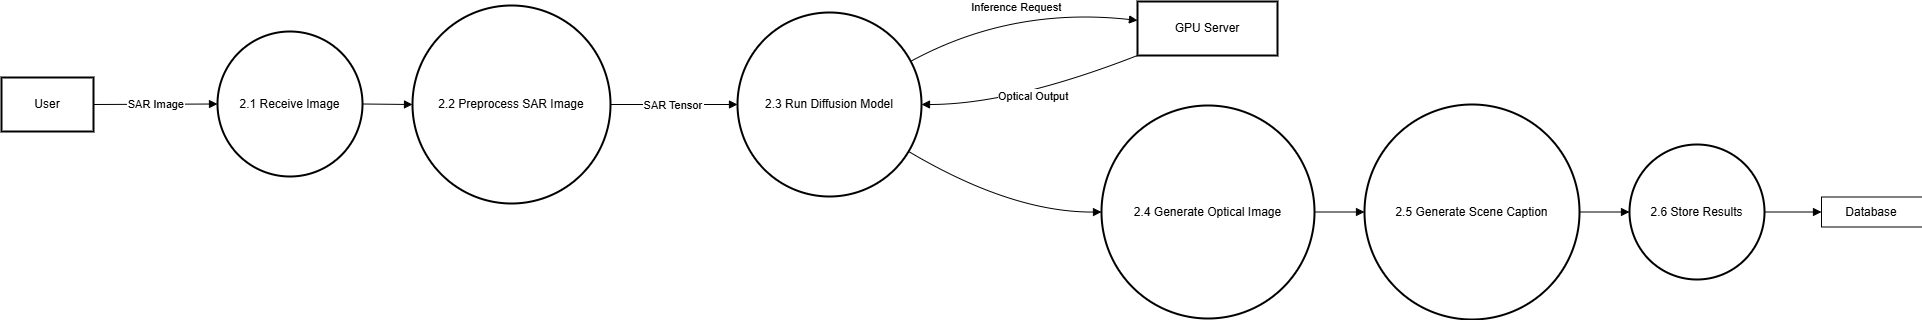 User
SAR Image
2.1 Receive Image
2.2 Preprocess SAR Image
SAR Tensor
2.3 Run Diffusion Model
Inference Request
GPU Server
Optical Output
2.4 Generate Optical Image
2.5 Generate Scene Caption
2.6 Store Results
Database